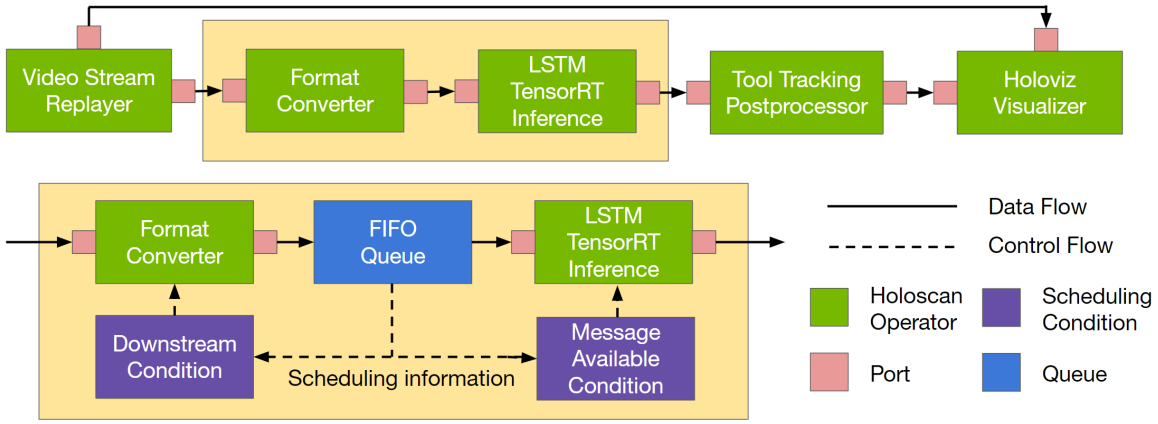 Video Stream
Replayer
Format
Converter
LSTM
TensorRT
Inference
Tool Tracking
Postprocessor
Holoviz
Visualizer
Format
Converter
FIFO
Queue
LSTM
TensorRT
Inference
Downstream
Condition
Scheduling information
Message
Available
Condition
Data Flow
Control Flow
Holoscan
Operator
Scheduling
Condition
Port
Queue